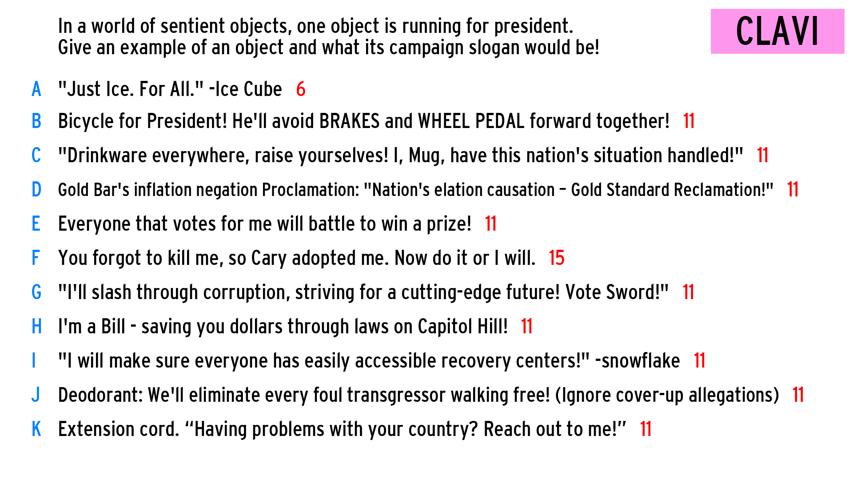 In a world of sentient objects, one object is running for president.
Give an example of an object and what its campaign slogan would be!
CLAVI
A "Just Ice. For All." -Ice Cube 6
B Bicycle for President! He'll avoid BRAKES and WHEEL PEDAL forward together! 11
C "Drinkware everywhere, raise yourselves! I, Mug, have this nation's situation handled!" 11
D Gold Bar's inflation negation Proclamation: "Nation's elation causation – Gold Standard Reclamation!" 11
E Everyone that votes for me will battle to win a prize! 11
F You forgot to kill me, so Cary adopted me. Now do it or I will. 15
G "I'll slash through corruption, striving for a cutting-edge future! Vote Sword!" 11
H I'm a Bill - saving you dollars through laws on Capitol Hill! 11
I "I will make sure everyone has easily accessible recovery centers!" -snowflake 11
J Deodorant: We'll eliminate every foul transgressor walking free! (Ignore cover-up allegations) 11
K Extension cord. “Having problems with your country? Reach out to me!” 11